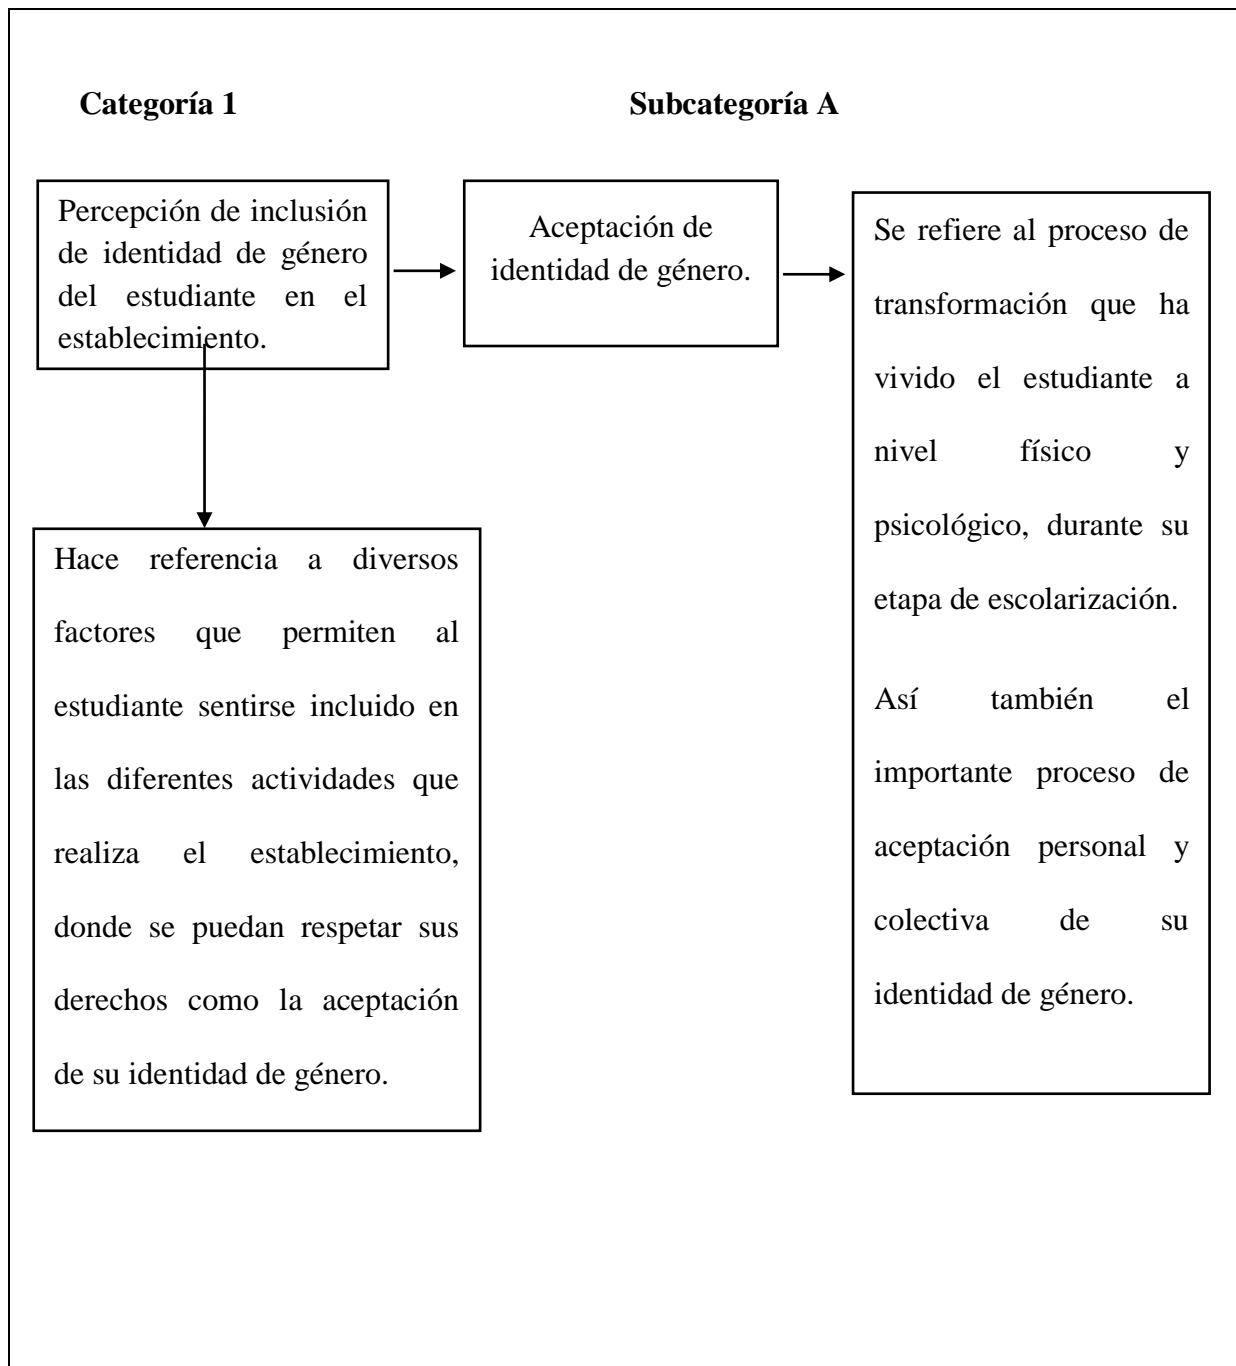 Categoría 1
Subcategoría A
Percepción de inclusión
de identidad de género
del estudiante en el
establecimiento.
Aceptación de
identidad de género.
Se refiere al proceso de
transformación que ha
vivido el estudiante a
nivel físico y
psicológico, durante su
etapa de escolarización.
Así también el
importante proceso de
aceptación personal y
colectiva de su
identidad de género.
Hace referencia a diversos
factores que permiten al
estudiante sentirse incluido en
las diferentes actividades que
realiza el establecimiento,
donde se puedan respetar sus
derechos como la aceptación
de su identidad de género.